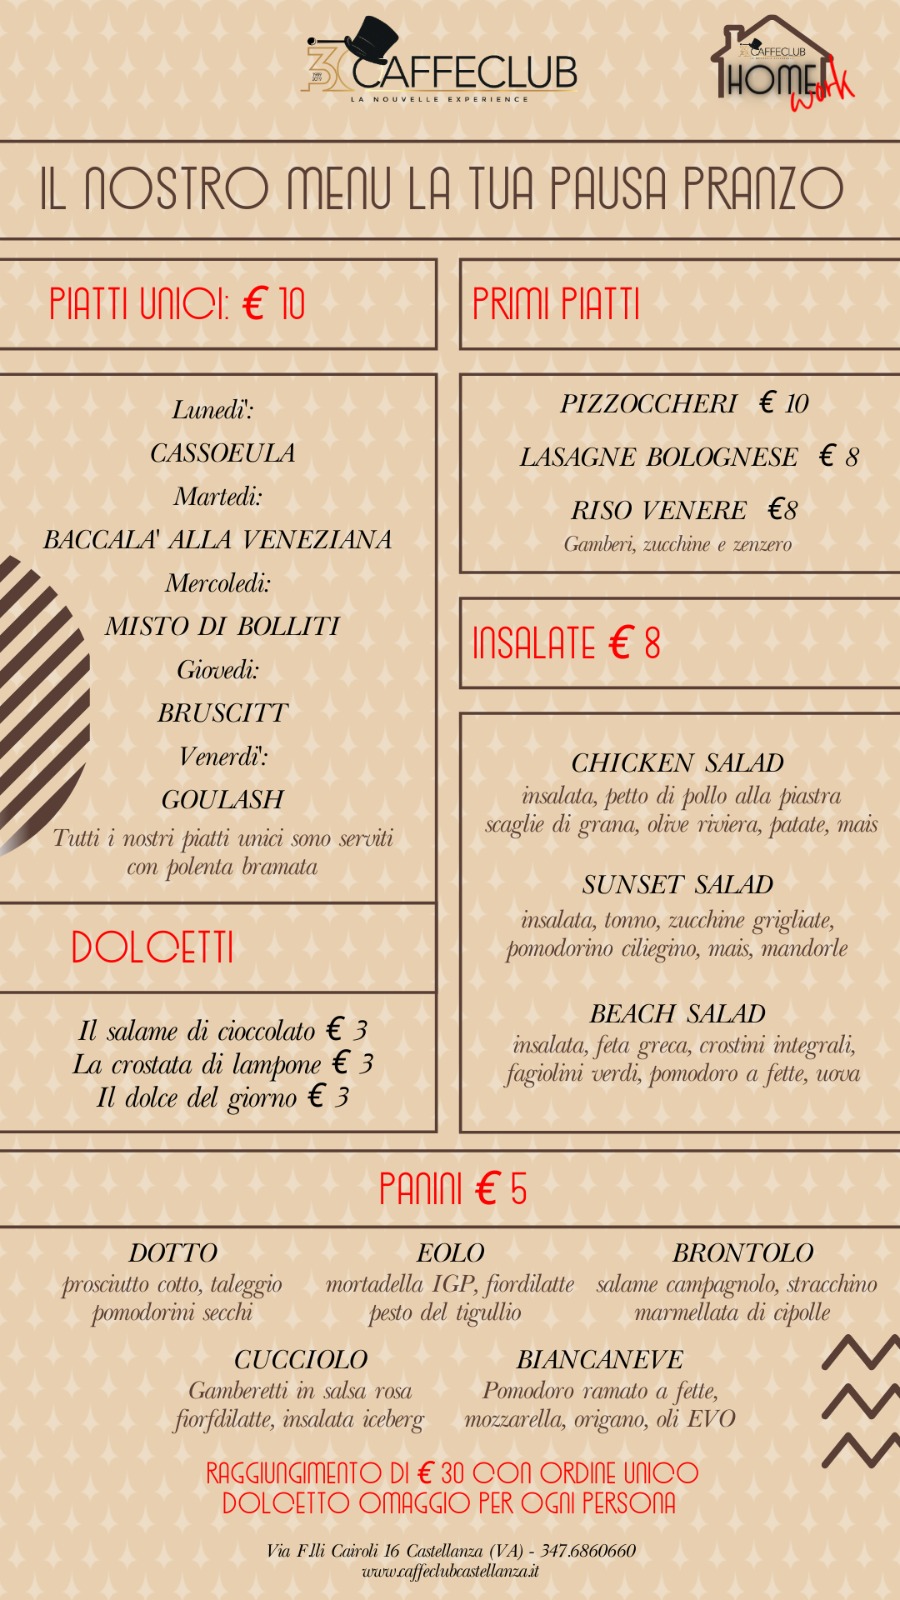 30 CAFFECLUB
LA NOUVELLE EXPERIENCE
CAFFECLUB
HOME
work
IL NOSTRO MENU LA TUA PAUSA PRANZO
PIATTI UNICI: € 10
Lunedi':
CASSOEULA
Martedi:
BACCALA' ALLA VENEZIANA
Mercoledi:
MISTO DI BOLLITI
Giovedi:
BRUSCITT
Venerdi':
GOULASH
Tutti i nostri piatti unici sono serviti
con polenta bramata
DOLCETTI
Il salame di cioccolato € 3
La crostata di lampone € 3
Il dolce del giorno € 3
PRIMI PIATTI
PIZZOCCHERI € 10
LASAGNE BOLOGNESE € 8
RISO VENERE €8
Gamberi, zucchine e zenzero
INSALATE € 8
CHICKEN SALAD
insalata, petto di pollo alla piastra
scaglie di grana, olive riviera, patate, mais
SUNSET SALAD
insalata, tonno, zucchine grigliate,
pomodorino ciliegino, mais, mandorle
BEACH SALAD
insalata, feta greca, crostini integrali,
fagiolini verdi, pomodoro a fette, uova
PANINI € 5
DOTTO
prosciutto cotto, taleggio
pomodorini secchi
EOLO
mortadella IGP, fiordilatte
pesto del tigullio
BRONTOLO
salame campagnolo, stracchino
marmellata di cipolle
CUCCIOLO
Gamberetti in salsa rosa
fiorfdilatte, insalata iceberg
BIANCANEVE
Pomodoro ramato a fette,
mozzarella, origano, oli EVO
RAGGIUNGIMENTO DI € 30 CON ORDINE UNICO
DOLCETTO OMAGGIO PER OGNI PERSONA
Via F.lli Cairoli 16 Castellanza (VA) - 347.6860660
www.caffeclubcastellanza.it